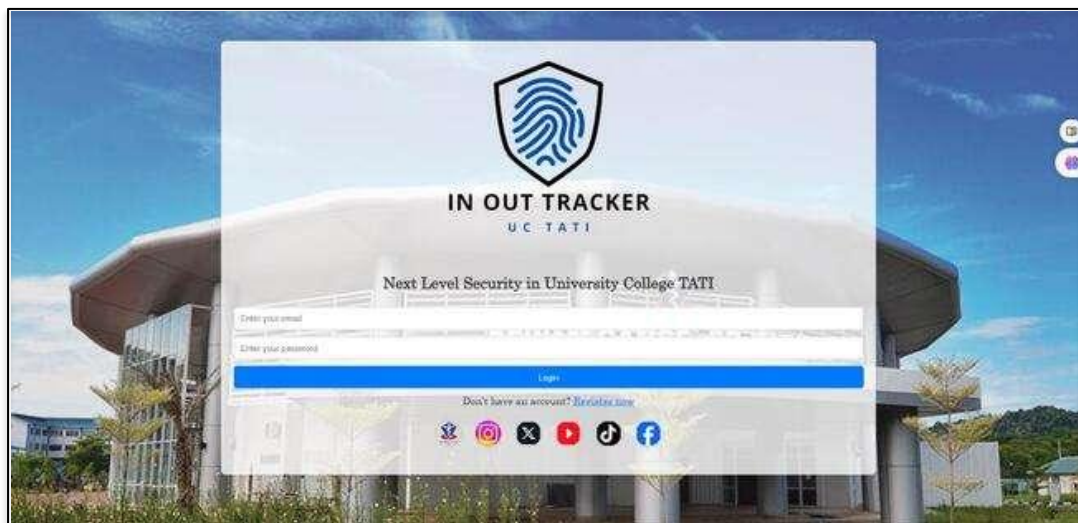 IN OUT TRACKER
UC TATI
Next Level Security in University College TATI
Enter your email
Enter your password
Login
Don't have an account? Register now